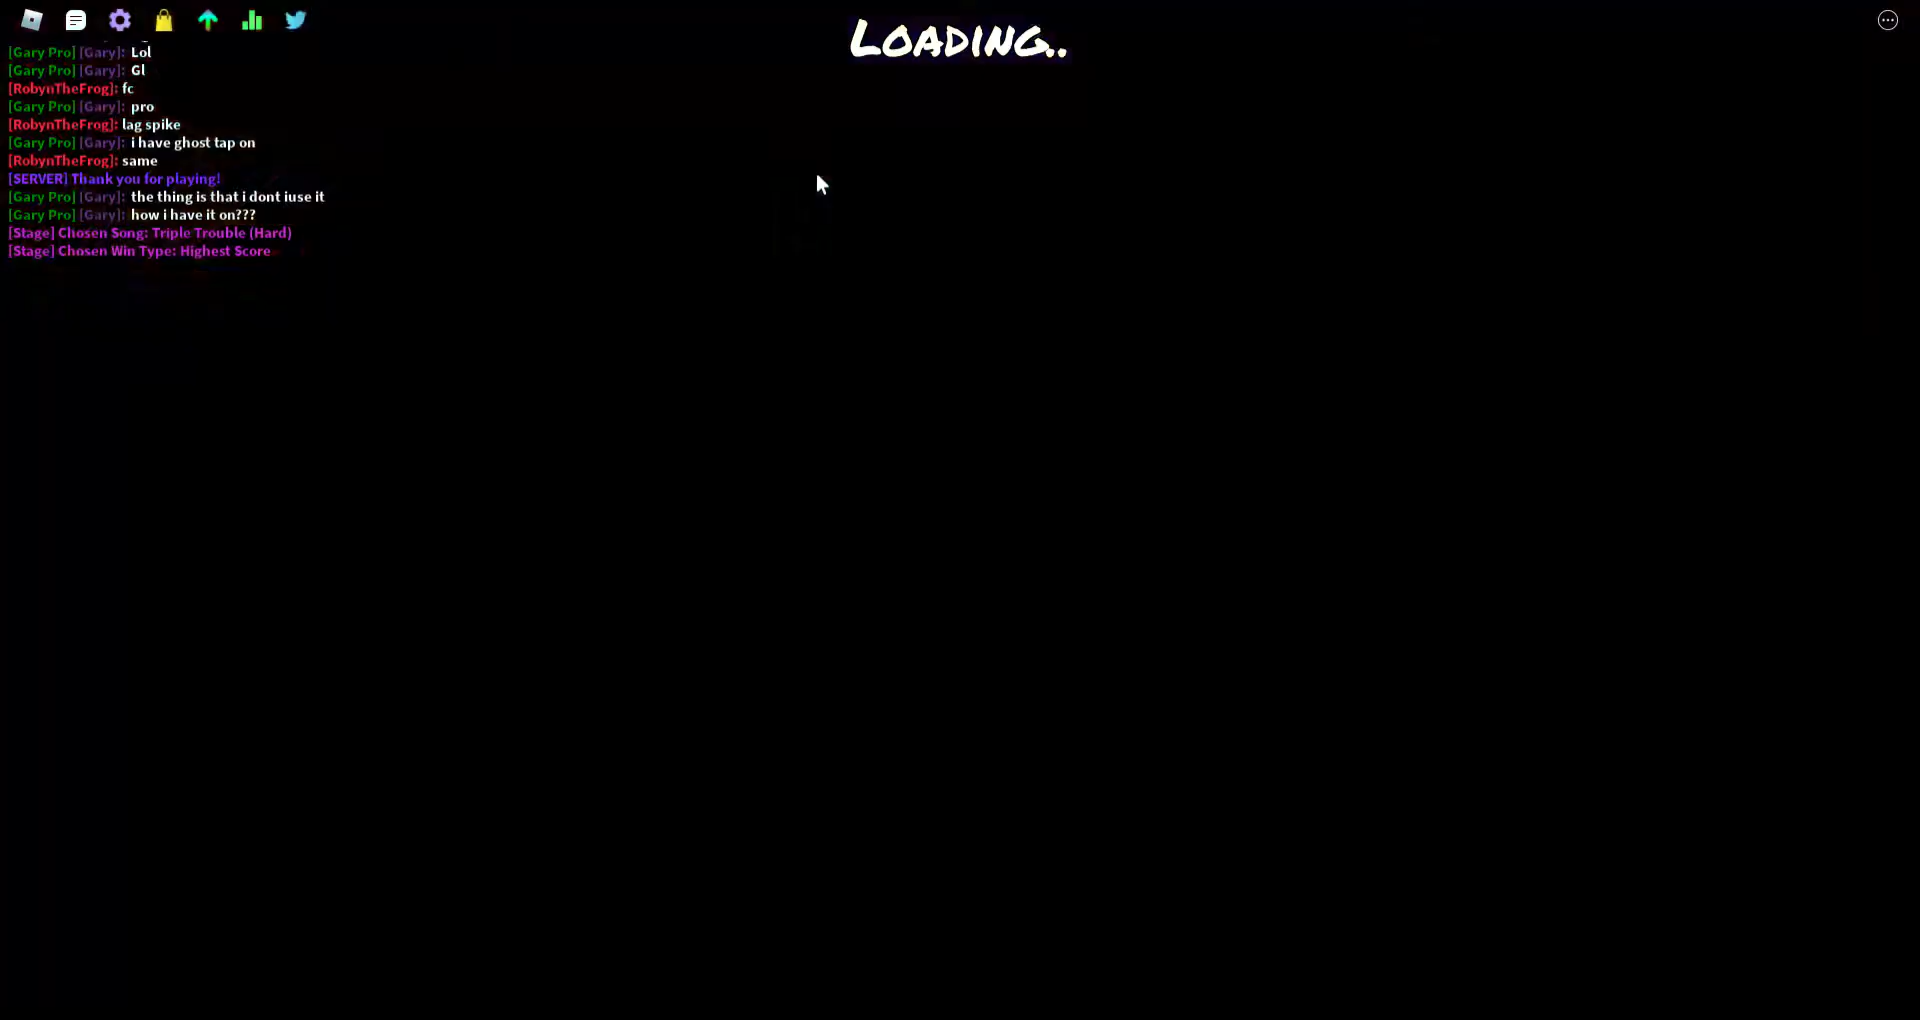 LOADING..
[Gary Pro] [Gary]: Lol
[Gary Pro] [Gary]: Gl
[RobynTheFrog]: fc
[Gary Pro] [Gary]: pro
[RobynTheFrog]: lag spike
[Gary Pro] [Gary]: i have ghost tap on
[RobynTheFrog]: same
[SERVER] Thank you for playing!
[Gary Pro] [Gary]: the thing is that i dont iuse it
[Gary Pro] [Gary]: how i have it on???
[Stage] Chosen Song: Triple Trouble (Hard)
[Stage] Chosen Win Type: Highest Score